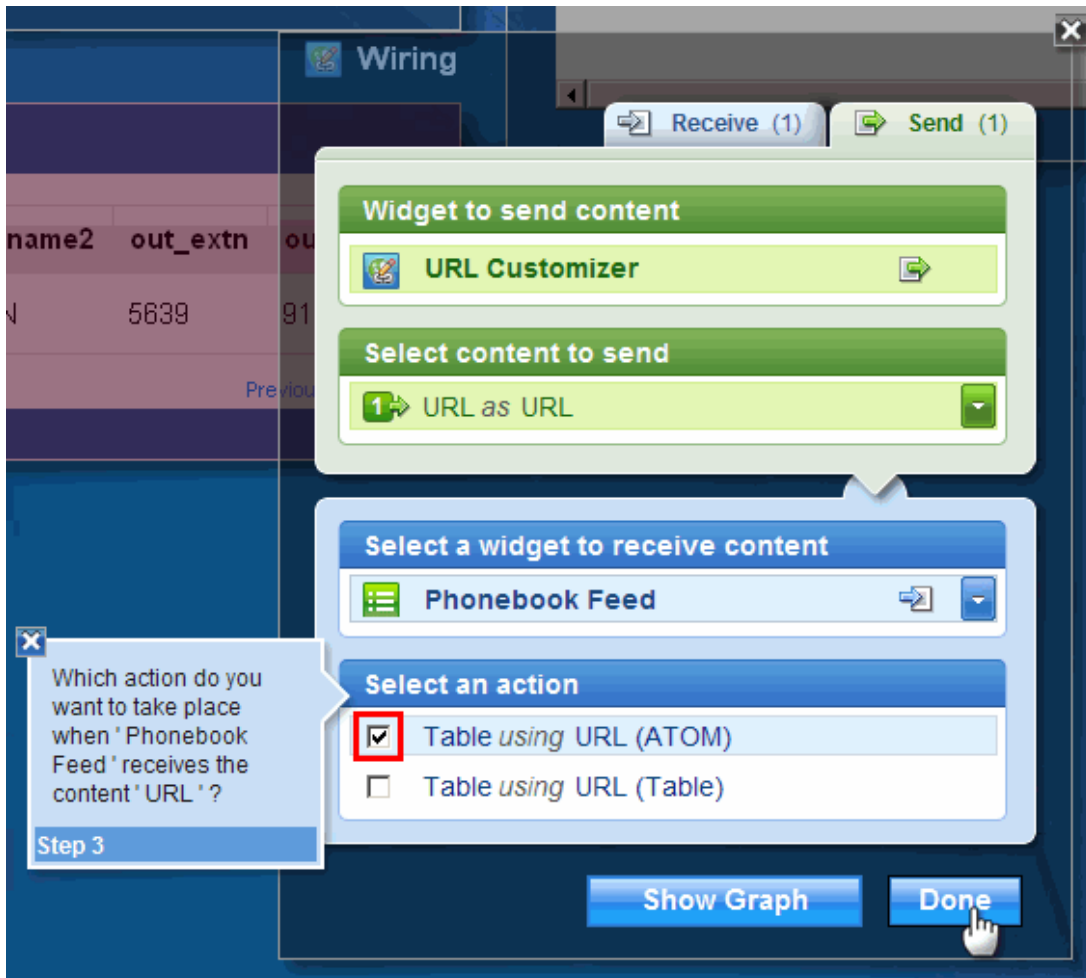 Wiring
Receive (1)
Send (1)
Widget to send content
URL Customizer
Select content to send
1 URL as URL
name2 out_extn ou
N 5639 91
Previou
Select a widget to receive content
Phonebook Feed
Select an action
Table using URL (ATOM)
Table using URL (Table)
Which action do you
want to take place
when ' Phonebook
Feed ' receives the
content ' URL ' ?
Step 3
Show Graph
Done